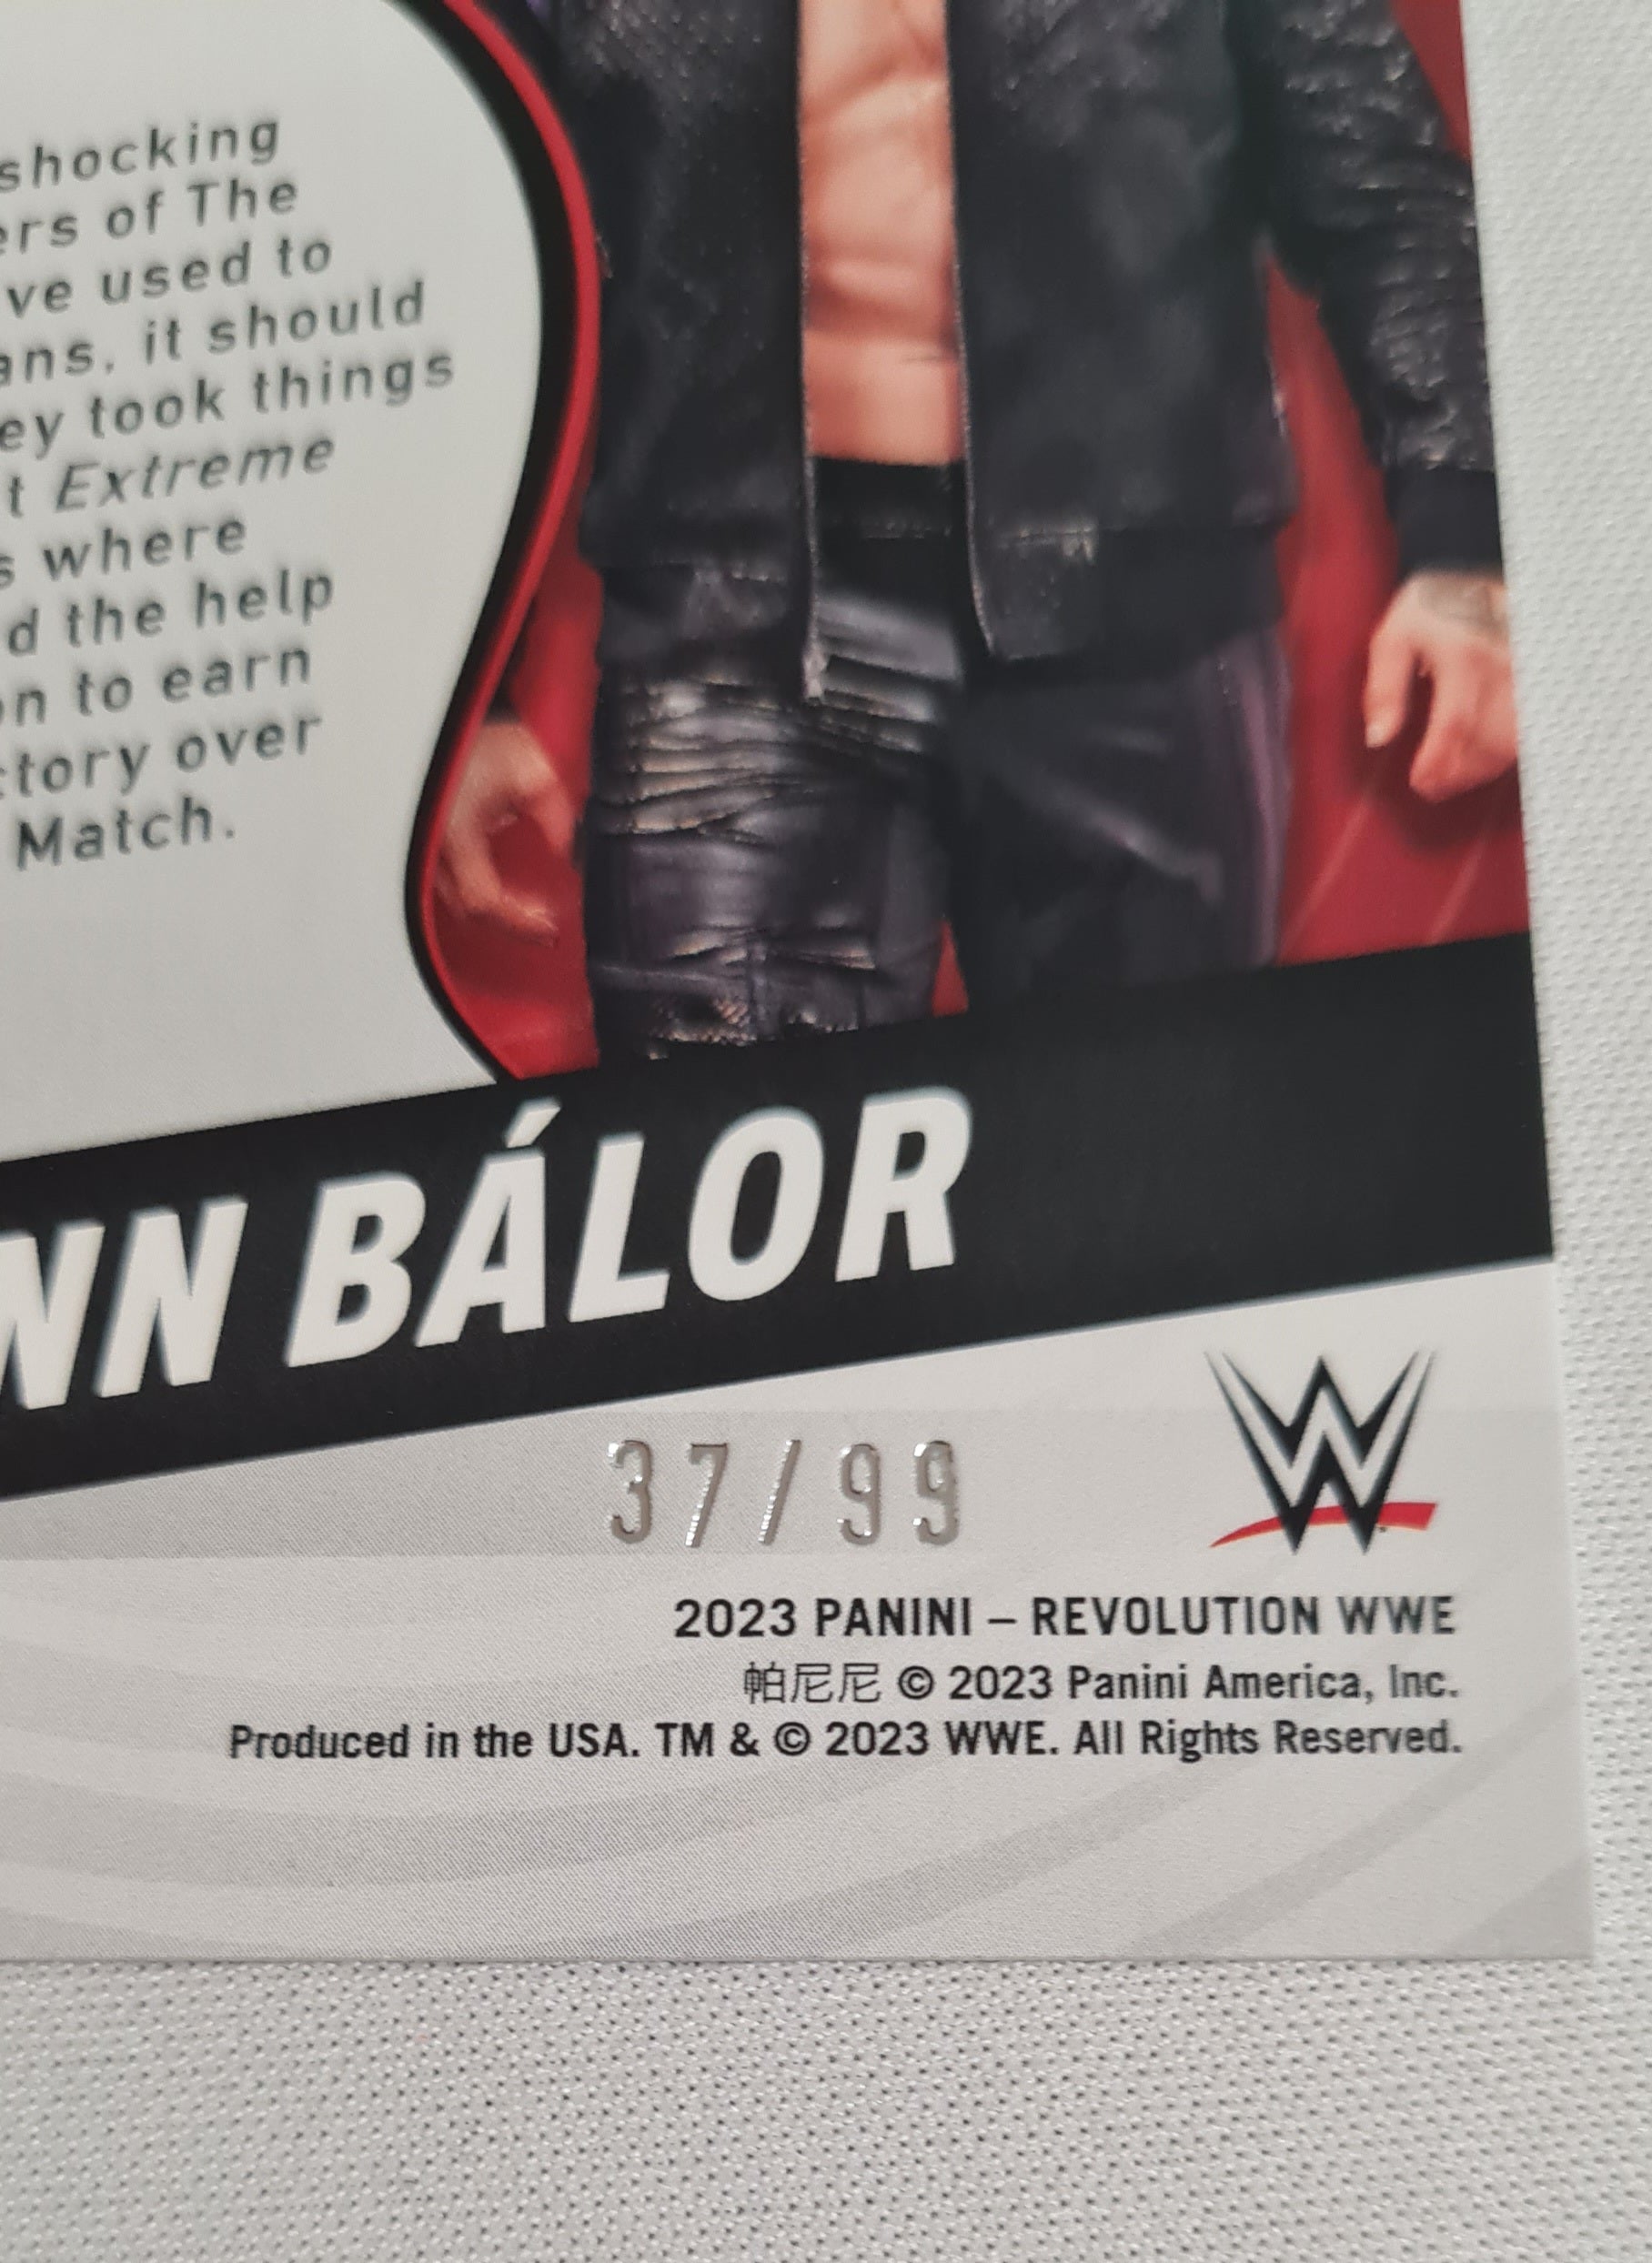 shocking
ers of The
ve used to
ans, it should
ey took things
t Extreme
s where
d the help
on to earn
ctory over
Match.
NN BÁLOR
37/99
W
2023 PANINI – REVOLUTION WWE
帕尼尼 © 2023 Panini America, Inc.
Produced in the USA. TM & © 2023 WWE. All Rights Reserved.